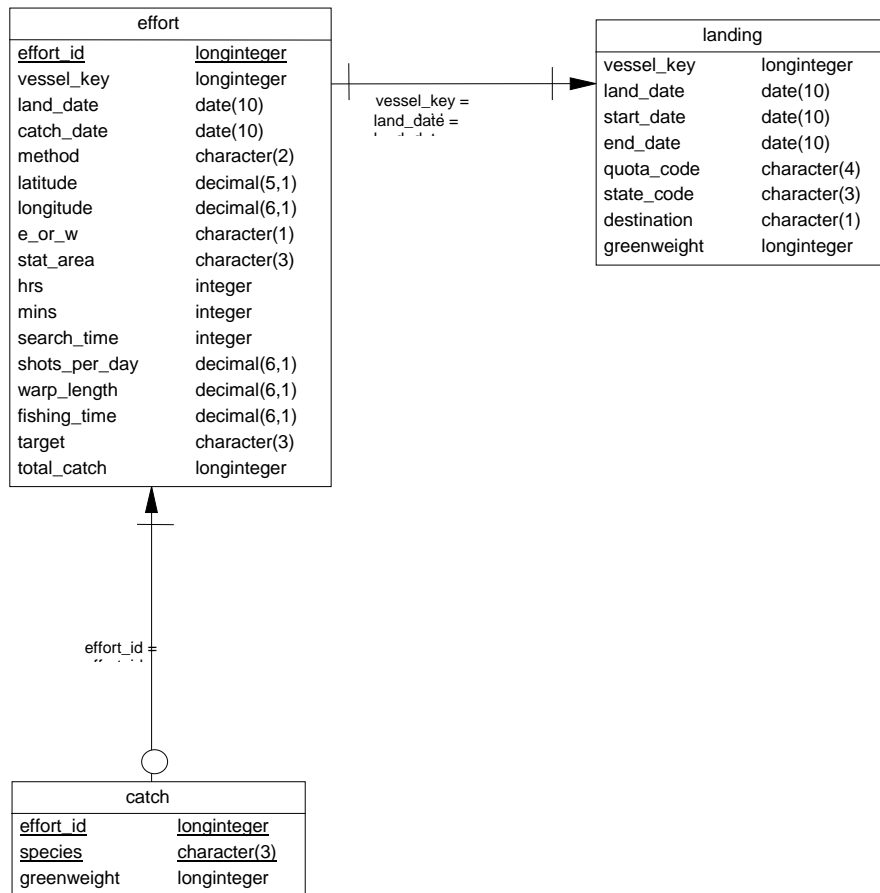 effort
effort_id longinteger
vessel_key longinteger
land_date date(10)
catch_date date(10)
method character(2)
latitude decimal(5,1)
longitude decimal(6,1)
e_or_w character(1)
stat_area character(3)
hrs integer
mins integer
search_time integer
shots_per_day decimal(6,1)
warp_length decimal(6,1)
fishing_time decimal(6,1)
target character(3)
total_catch longinteger
vessel_key =
land_date =
landing
vessel_key longinteger
land_date date(10)
start_date date(10)
end_date date(10)
quota_code character(4)
state_code character(3)
destination character(1)
greenweight longinteger
effort_id =
catch
effort_id longinteger
species character(3)
greenweight longinteger